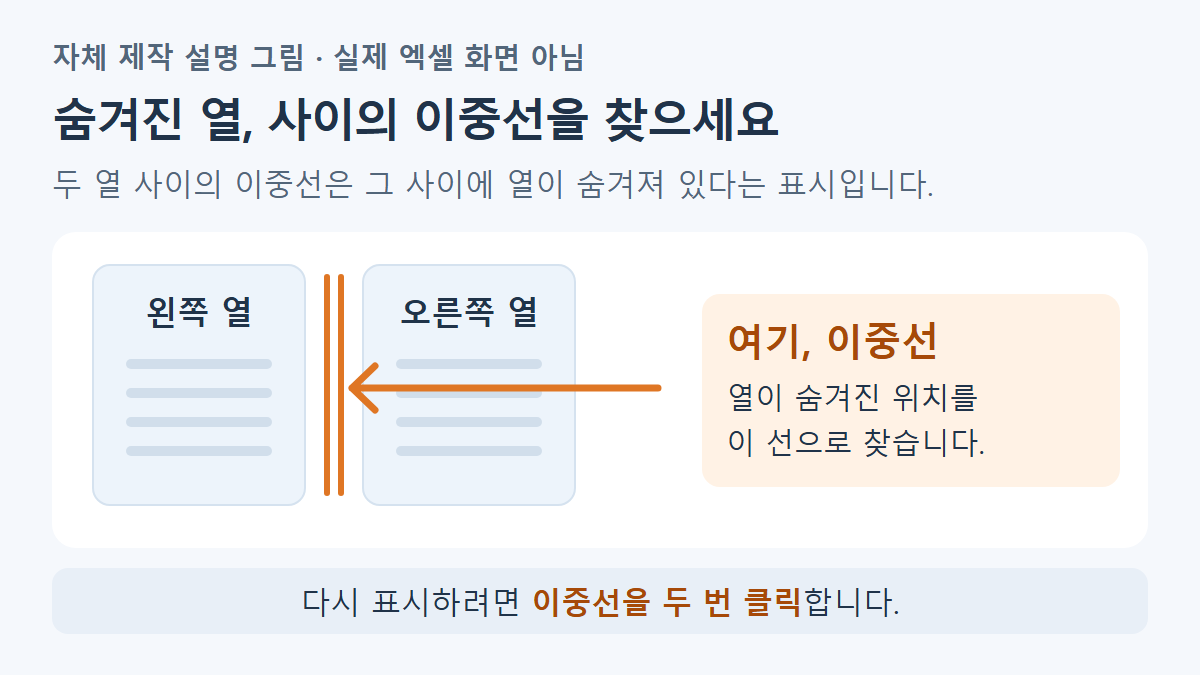 자체 제작 설명 그림 · 실제 엑셀 화면 아님
숨겨진 열, 사이의 이중선을 찾으세요
두 열 사이의 이중선은 그 사이에 열이 숨겨져 있다는 표시입니다.
왼쪽 열
오른쪽 열
여기, 이중선
열이 숨겨진 위치를
이 선으로 찾습니다.
다시 표시하려면 이중선을 두 번 클릭합니다.